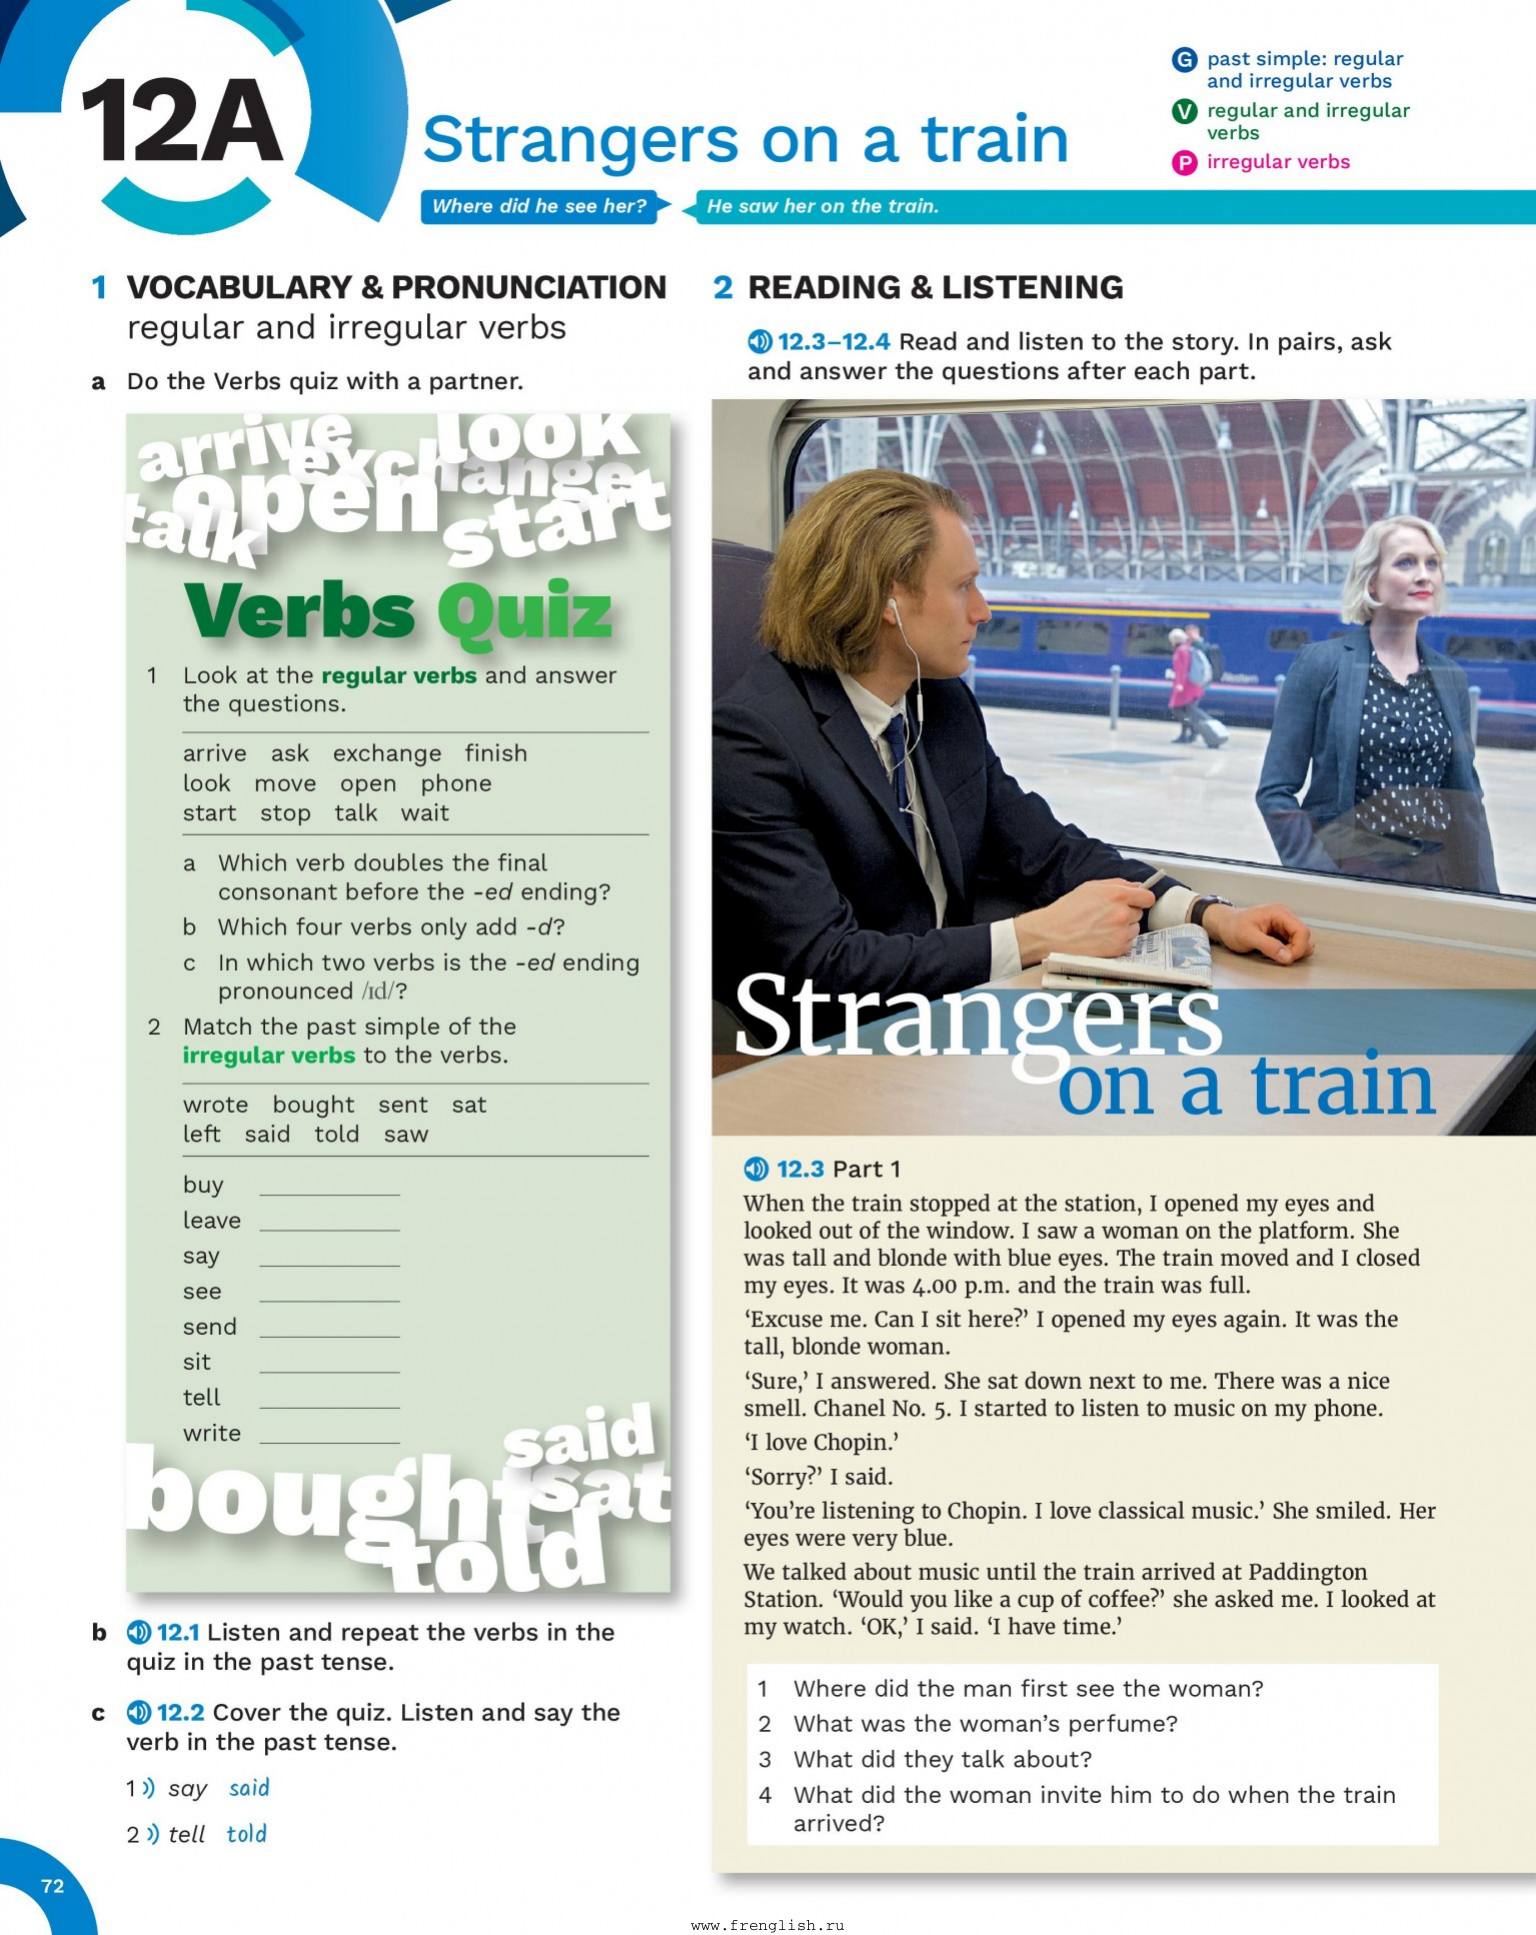 12A
Strangers on a train
G past simple: regular
and irregular verbs
V regular and irregular
verbs
P irregular verbs
Where did he see her?
He saw her on the train.
1 VOCABULARY & PRONUNCIATION
regular and irregular verbs
a Do the Verbs quiz with a partner.
arrive look
exchange
open
talk start
Verbs Quiz
1 Look at the regular verbs and answer
the questions.
arrive ask exchange finish
look move open phone
start stop talk wait
a Which verb doubles the final
consonant before the -ed ending?
b Which four verbs only add -d?
c In which two verbs is the -ed ending
pronounced /ɪd/?
2 Match the past simple of the
irregular verbs to the verbs.
wrote bought sent sat
left said told saw
buy
leave
say
see
send
sit
tell
write
said
bought sat
told
b 12.1 Listen and repeat the verbs in the
quiz in the past tense.
c 12.2 Cover the quiz. Listen and say the
verb in the past tense.
1 say said
2 tell told
2 READING & LISTENING
12.3–12.4 Read and listen to the story. In pairs, ask
and answer the questions after each part.
Strangers
on a train
12.3 Part 1
When the train stopped at the station, I opened my eyes and
looked out of the window. I saw a woman on the platform. She
was tall and blonde with blue eyes. The train moved and I closed
my eyes. It was 4.00 p.m. and the train was full.
‘Excuse me. Can I sit here?’ I opened my eyes again. It was the
tall, blonde woman.
‘Sure,’ I answered. She sat down next to me. There was a nice
smell. Chanel No. 5. I started to listen to music on my phone.
‘I love Chopin.’
‘Sorry?’ I said.
‘You’re listening to Chopin. I love classical music.’ She smiled. Her
eyes were very blue.
We talked about music until the train arrived at Paddington
Station. ‘Would you like a cup of coffee?’ she asked me. I looked at
my watch. ‘OK,’ I said. ‘I have time.’
1 Where did the man first see the woman?
2 What was the woman’s perfume?
3 What did they talk about?
4 What did the woman invite him to do when the train
arrived?
72
www.frenglish.ru